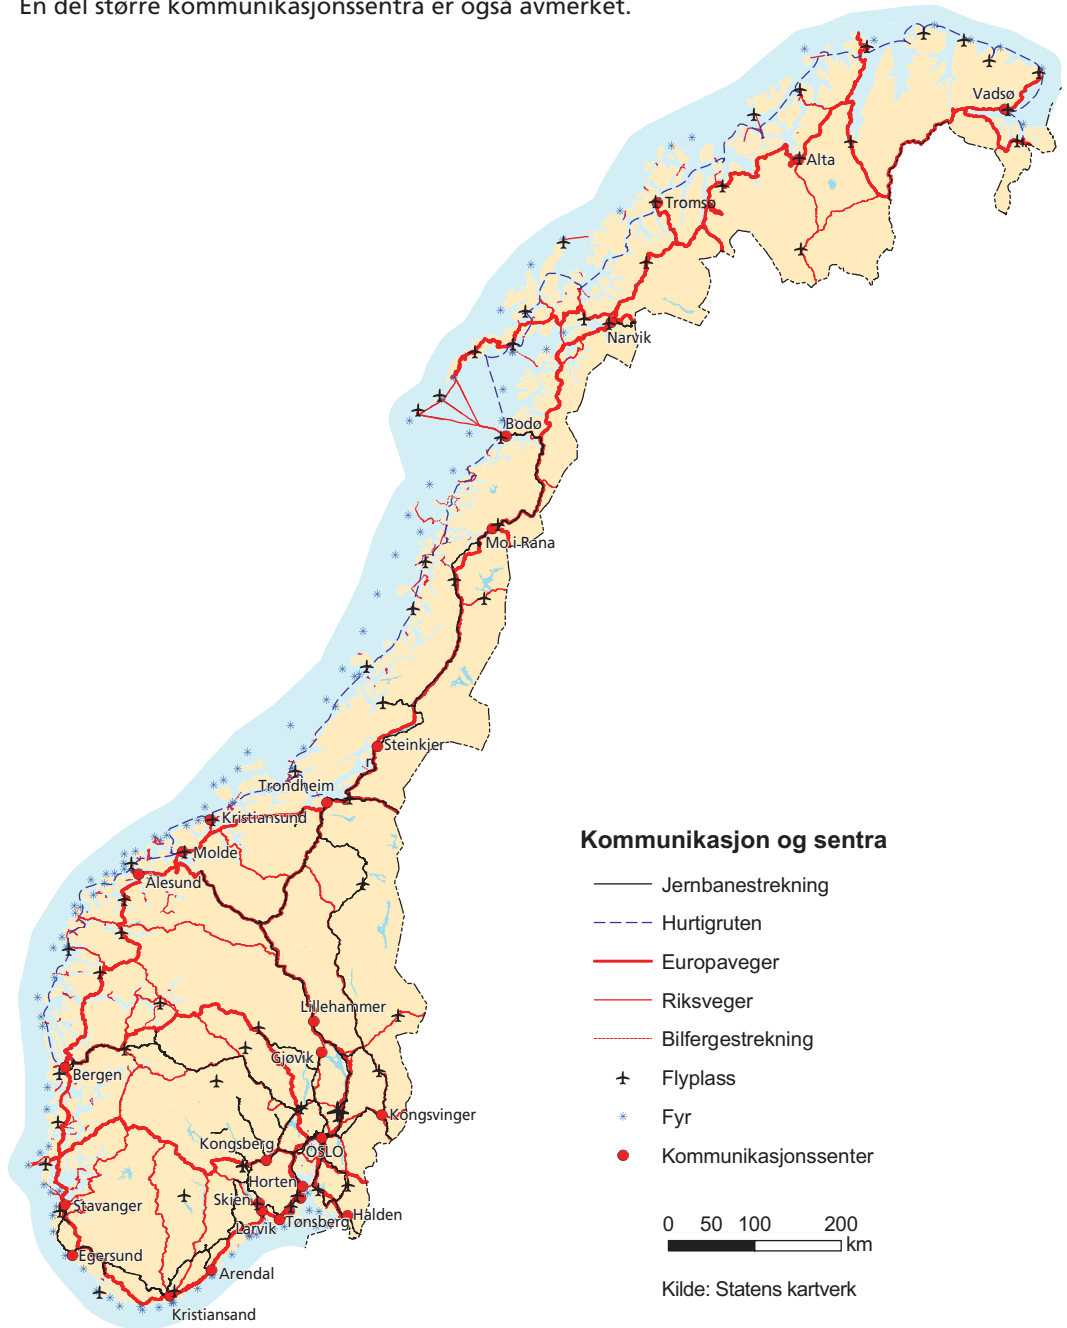 En del större kommunikasjonssentra er også avmerket.
Vadsø
Alta
Tromsø
Narvik
Bodø
Mo i Rana
Steinkjer
r
Trondheim
Kristiansund
Molde
Ålesund
Lillehammer
Gjøvik
Bergen
Kongsvinger
Kongsberg
OSLO
Horten
Skien
Stavanger
Tønsberg
Halden
Larvik
Egersund
Arendal
Kristiansand
Kommunikasjon og sentra
Jernbanestrekning
Hurtigruten
Europaveger
Riksveger
Bilfergestrekning
Flyplass
Fyr
Kommunikasjonssenter
0 50 100 200
km
Kilde: Statens kartverk